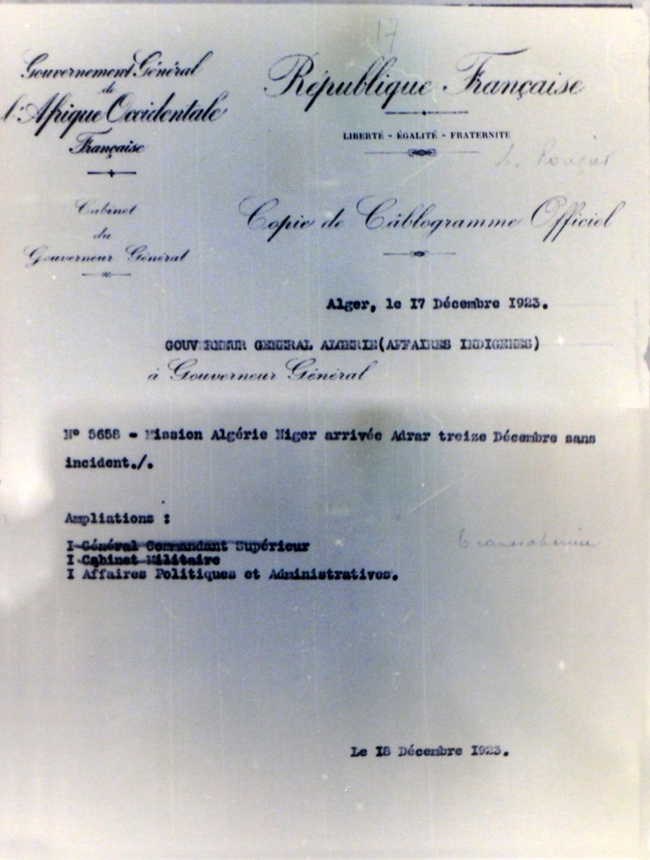 17
Gouvernement Général
de
l'Afrique Occidentale
Française
République Française
LIBERTÉ - ÉGALITÉ - FRATERNITÉ
Cabinet
du
Gouverneur Général
Copie de Câblogramme Officiel
Alger, le 17 Décembre 1923.
GOUVERNEUR GENERAL ALGERIE(AFFAIRES INDIGENES)
à Gouverneur Général
N° 5658 - Mission Algérie Niger arrivée Adrar treize Décembre sans
incident./.
Ampliations :
I Général Commandant Supérieur
I Cabinet Militaire
I Affaires Politiques et Administratives.
Le 18 Décembre 1923.